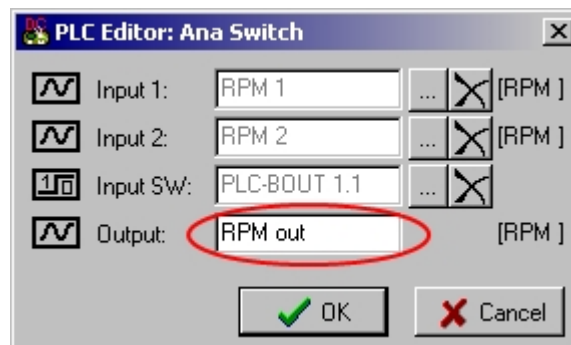 PLC Editor: Ana Switch
Input 1: RPM 1 ... [RPM ]
Input 2: RPM 2 ... [RPM ]
Input SW: PLC-BOUT 1.1 ...
Output: RPM out [RPM ]
OK Cancel